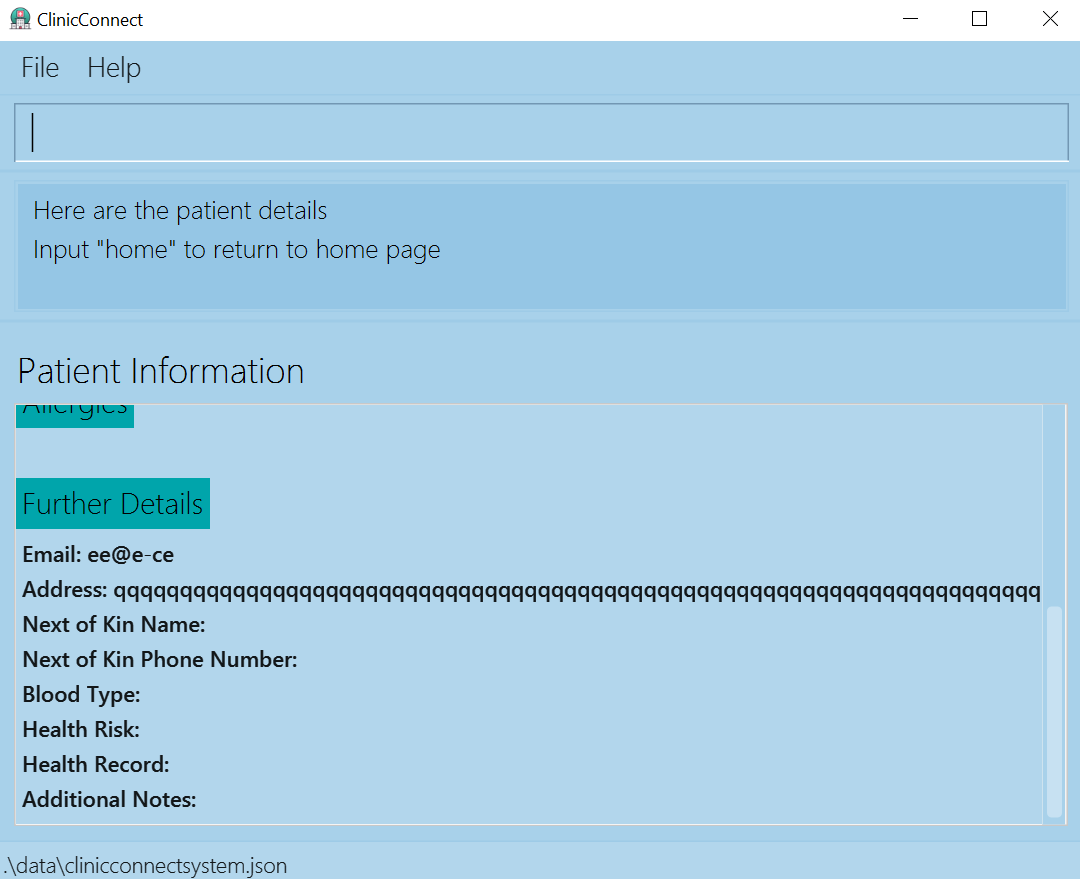 ClinicConnect
File Help
Here are the patient details
Input "home" to return to home page
Patient Information
Allergies
Further Details
Email: ee@e-ce
Address: qqqqqqqqqqqqqqqqqqqqqqqqqqqqqqqqqqqqqqqqqqqqqqqqqqqqqqqqqqqqqqqqqqqqqq
Next of Kin Name:
Next of Kin Phone Number:
Blood Type:
Health Risk:
Health Record:
Additional Notes:
.\data\clinicconnectsystem.json